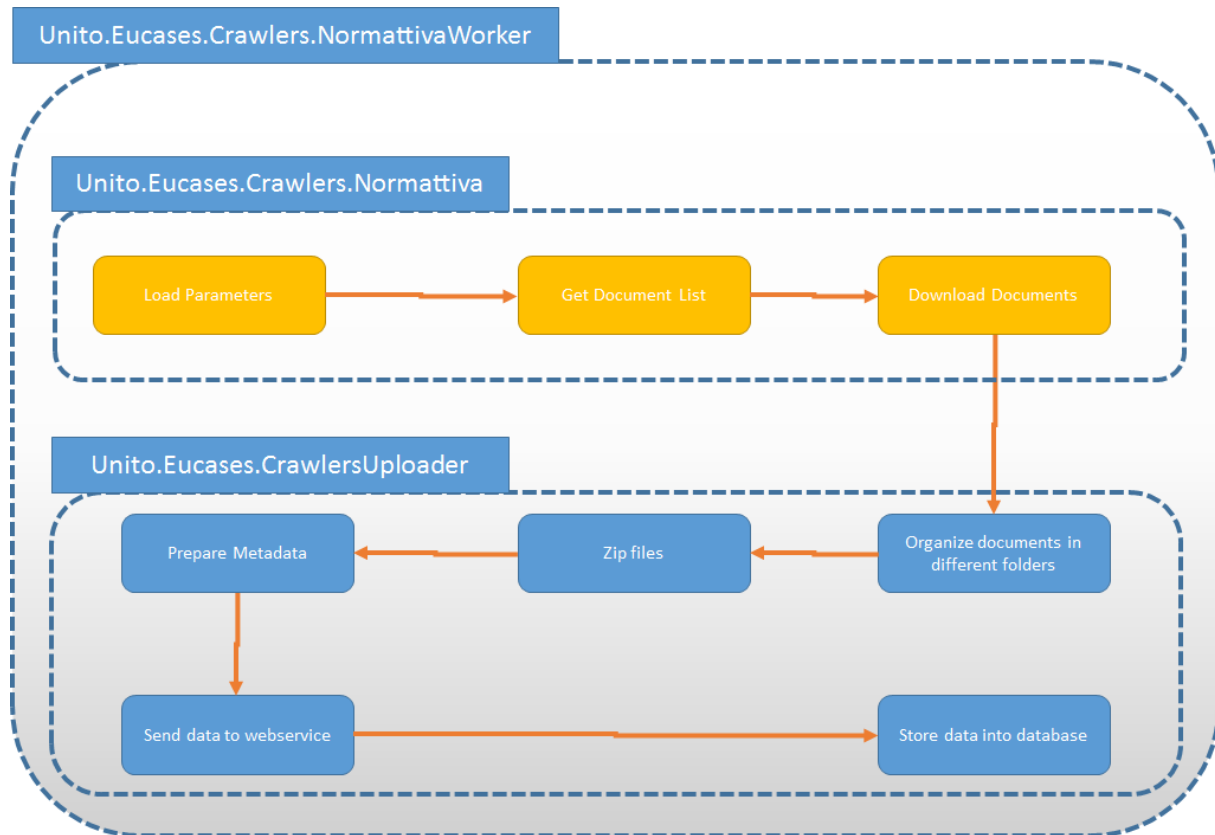 Unito.Eucases.Crawlers.NormattivaWorker
Unito.Eucases.Crawlers.Normattiva
Load Parameters
Get Document List
Download Documents
Unito.Eucases.CrawlersUploader
Prepare Metadata
Zip files
Organize documents in
different folders
Send data to webservice
Store data into database